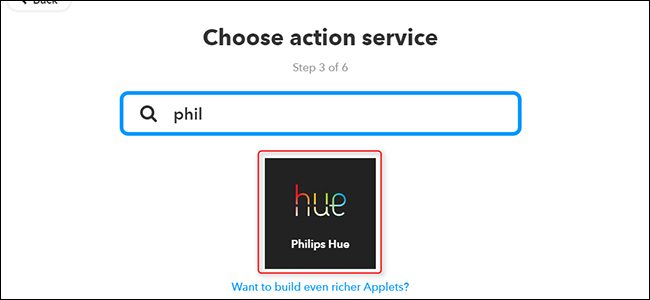 Back
Choose action service
Step 3 of 6
phil
hue
Philips Hue
Want to build even richer Applets?